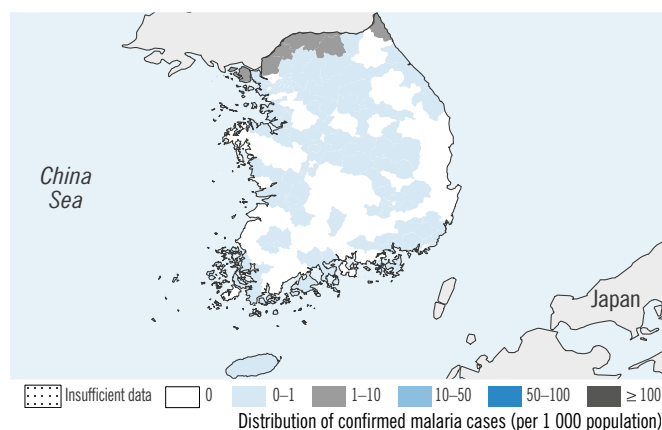 China
Sea
Japan
Insufficient data 0 0–1 1–10 10–50 50–100 ≥ 100
Distribution of confirmed malaria cases (per 1 000 population)